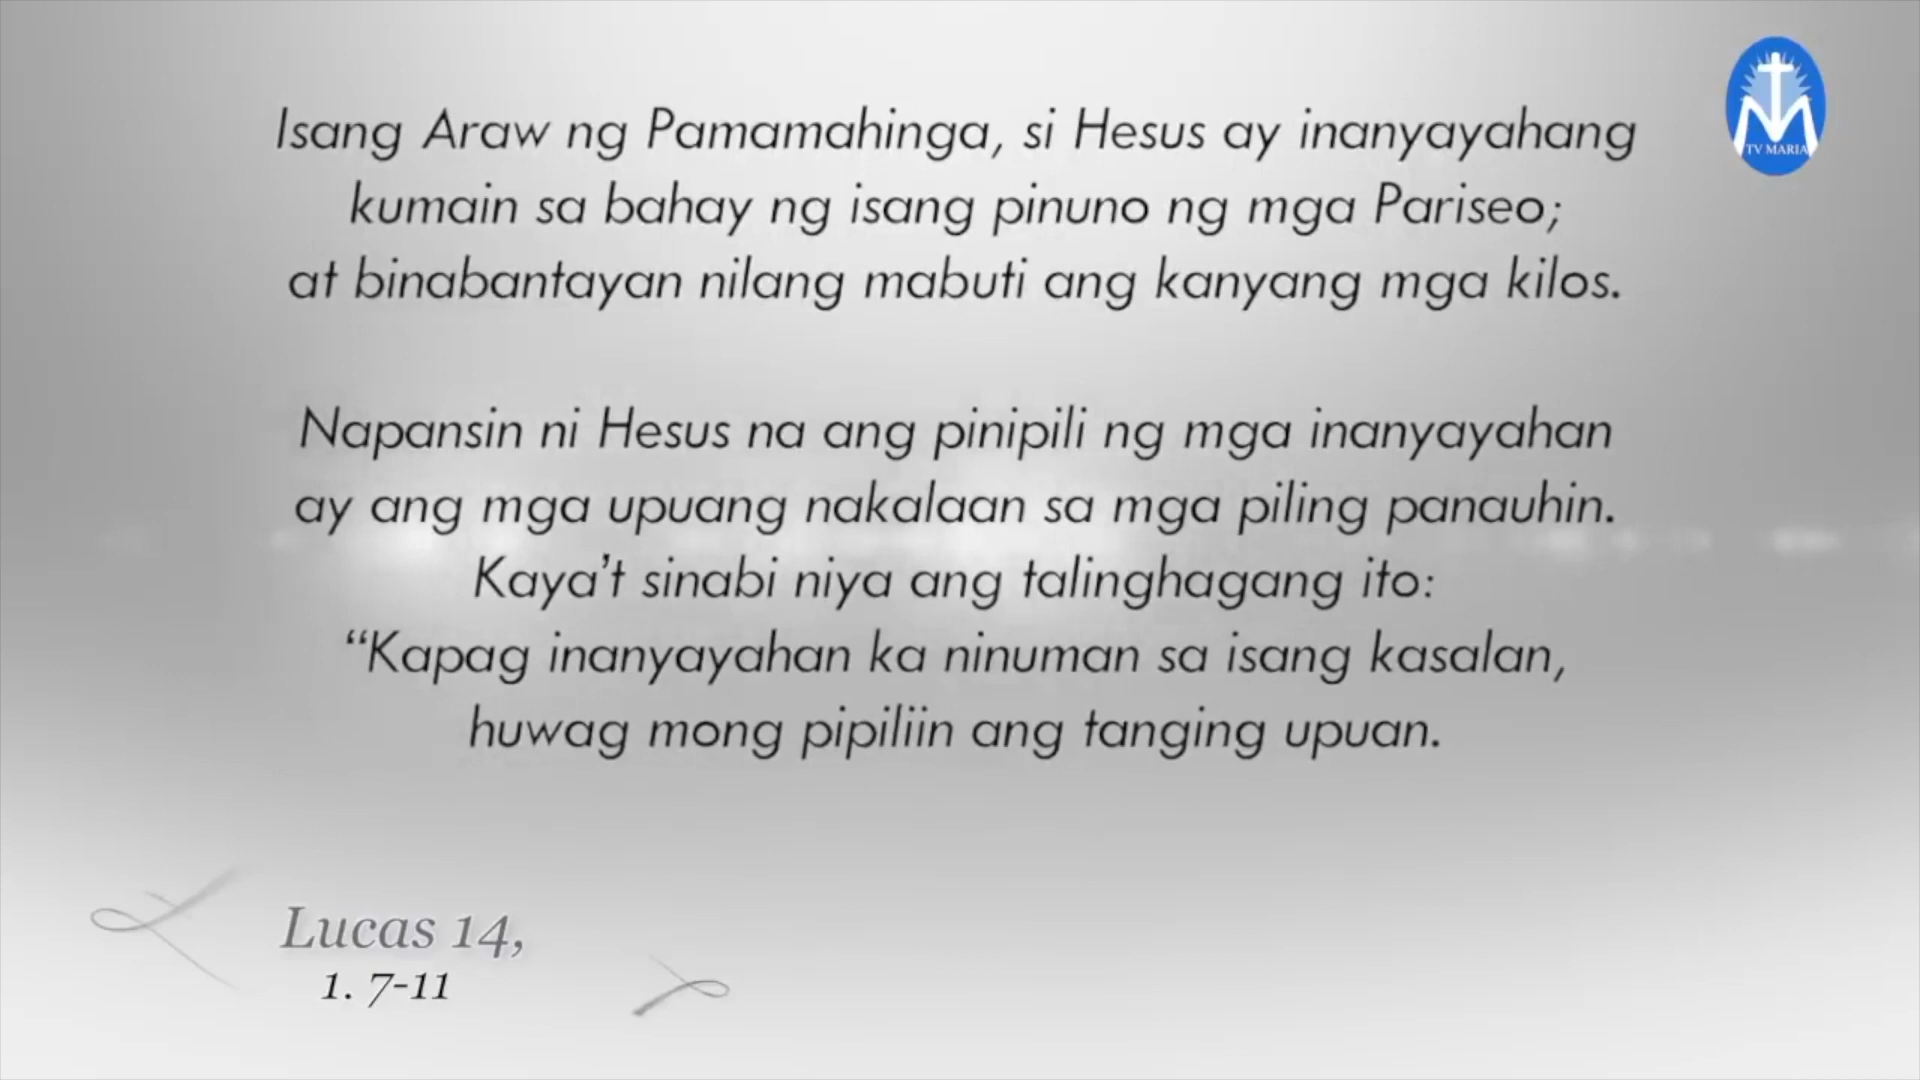 Isang Araw ng Pamamahinga, si Hesus ay inanyayahang
kumain sa bahay ng isang pinuno ng mga Pariseo;
at binabantayan nilang mabuti ang kanyang mga kilos.
Napansin ni Hesus na ang pinipili ng mga inanyayahan
ay ang mga upuang nakalaan sa mga piling panauhin.
Kaya’t sinabi niya ang talinghagang ito:
“Kapag inanyayahan ka ninuman sa isang kasalan,
huwag mong pipiliin ang tanging upuan.
Lucas 14,
1. 7-11
TV MARIA